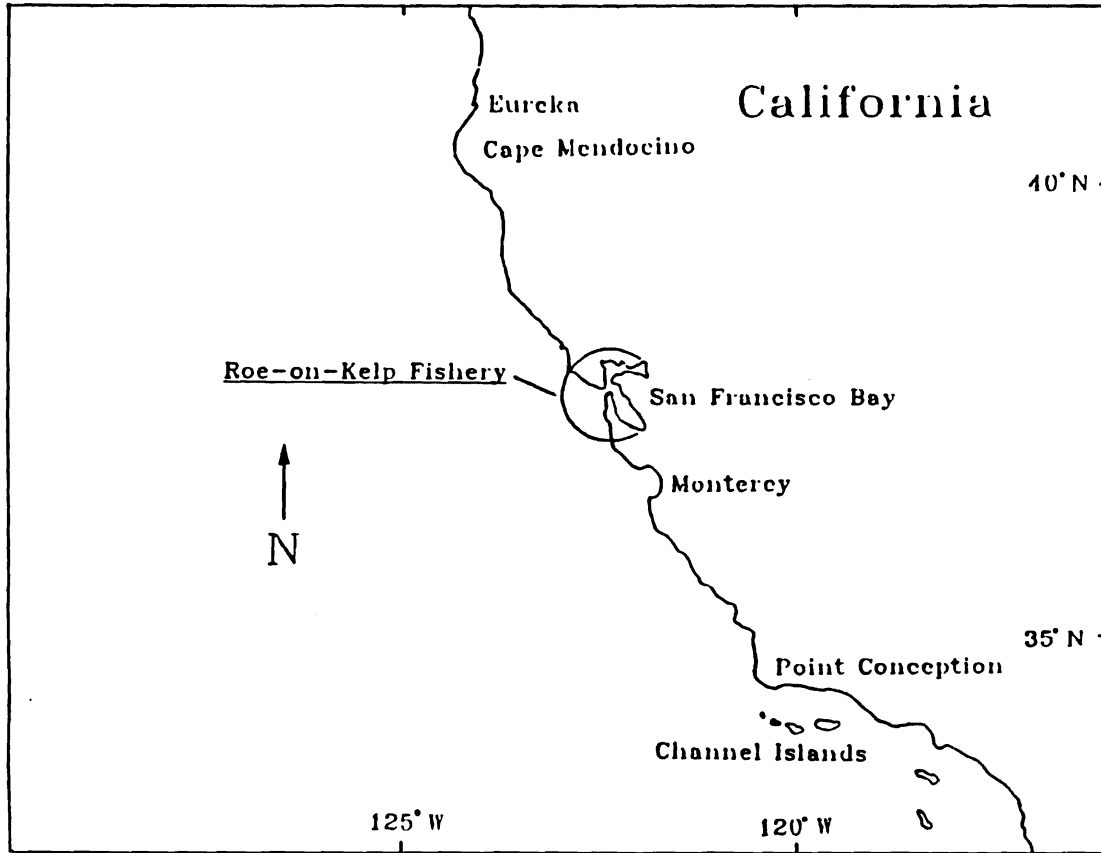 California
Eureka
Cape Mendocino
40° N
Roe-on-Kelp Fishery
San Francisco Bay
Monterey
N
35° N
Point Conception
Channel Islands
125° W
120° W